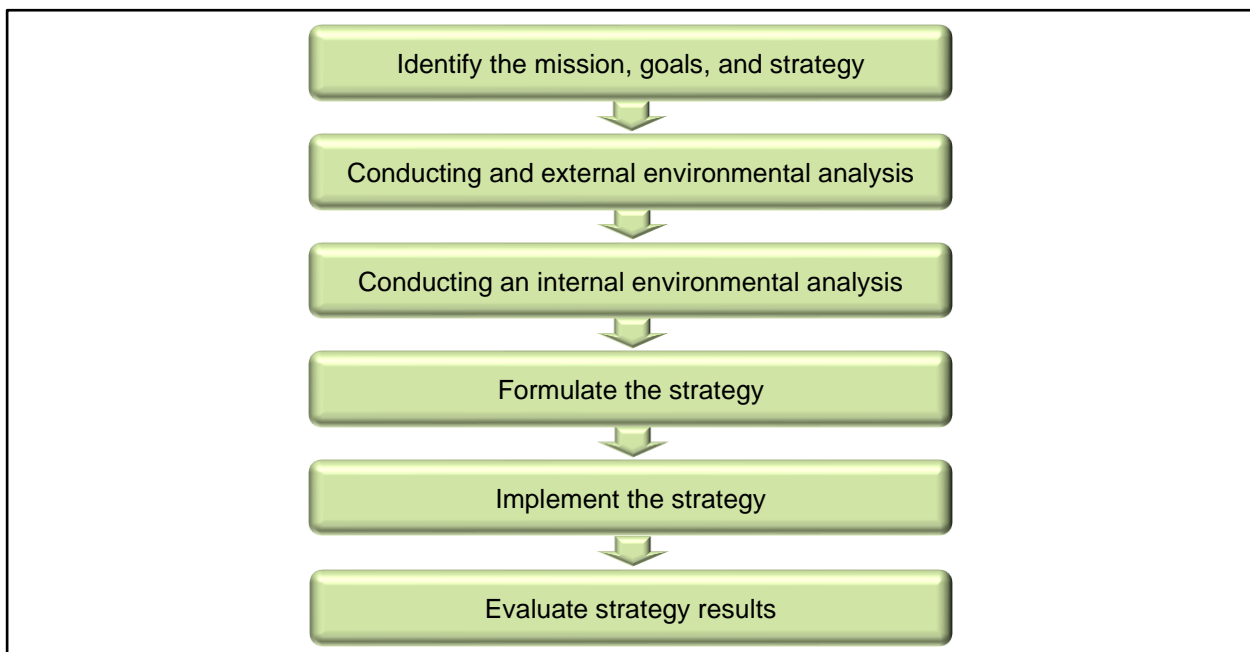 Identify the mission, goals, and strategy
Conducting and external environmental analysis
Conducting an internal environmental analysis
Formulate the strategy
Implement the strategy
Evaluate strategy results